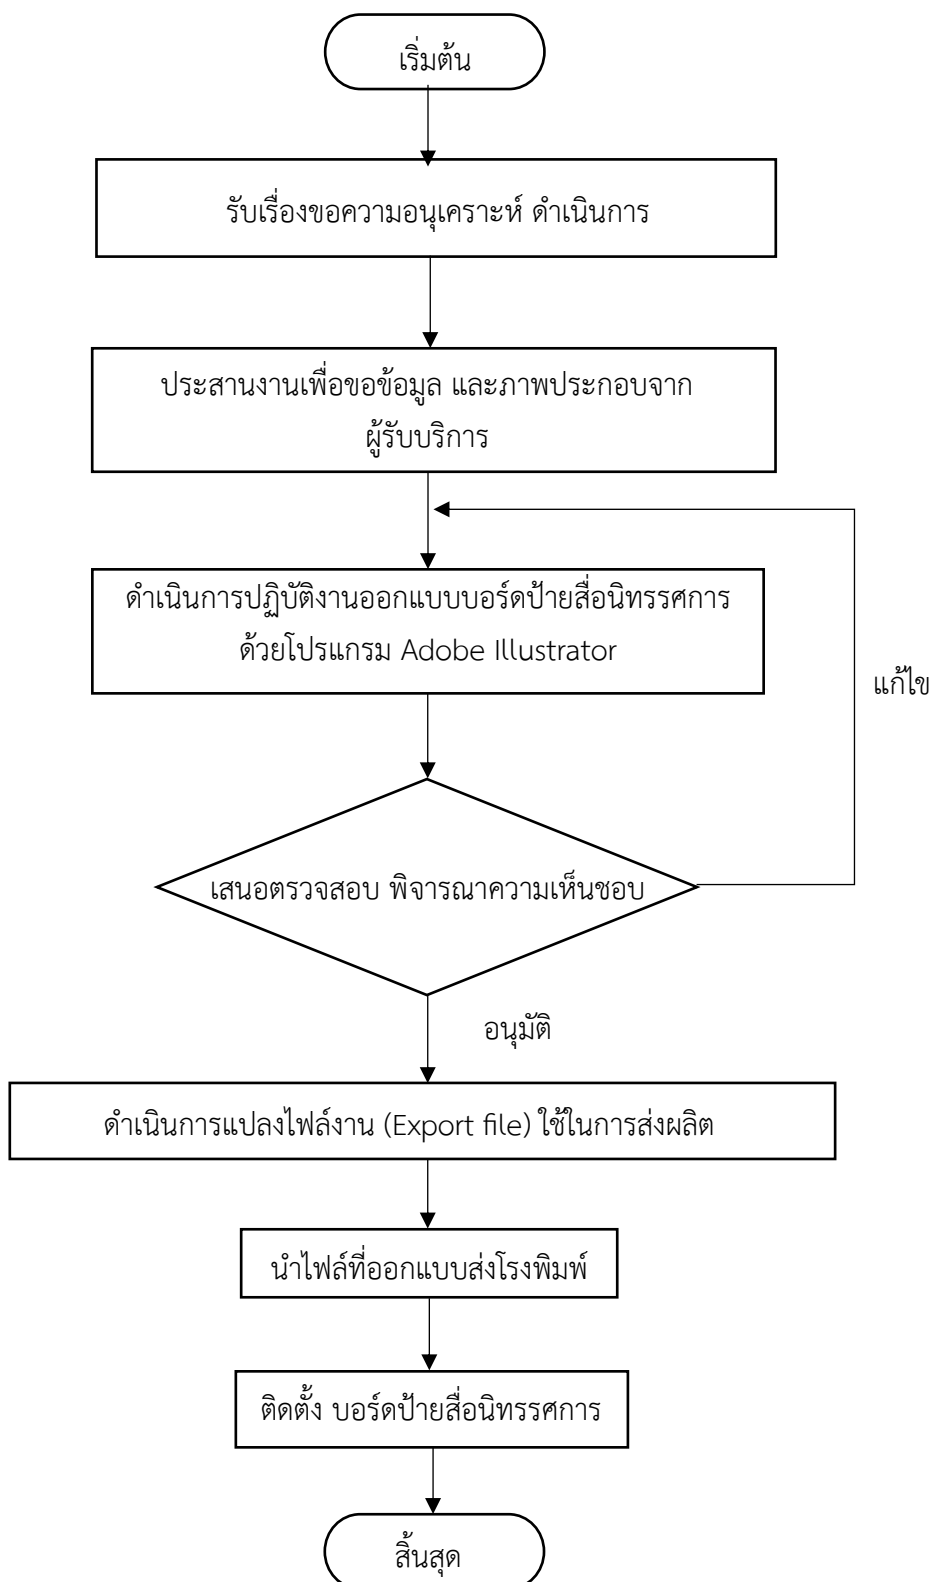 เริ่มต้น
รับเรื่องขอความอนุเคราะห์ ดำเนินการ
ประสานงานเพื่อขอข้อมูล และภาพประกอบจาก
ผู้รับบริการ
ดำเนินการปฏิบัติงานออกแบบบอร์ดป้ายสื่อนิทรรศการ
ด้วยโปรแกรม Adobe Illustrator
แก้ไข
เสนอตรวจสอบ พิจารณาความเห็นชอบ
อนุมัติ
ดำเนินการแปลงไฟล์งาน (Export file) ใช้ในการส่งผลิต
นำไฟล์ที่ออกแบบส่งโรงพิมพ์
ติดตั้ง บอร์ดป้ายสื่อนิทรรศการ
สิ้นสุด